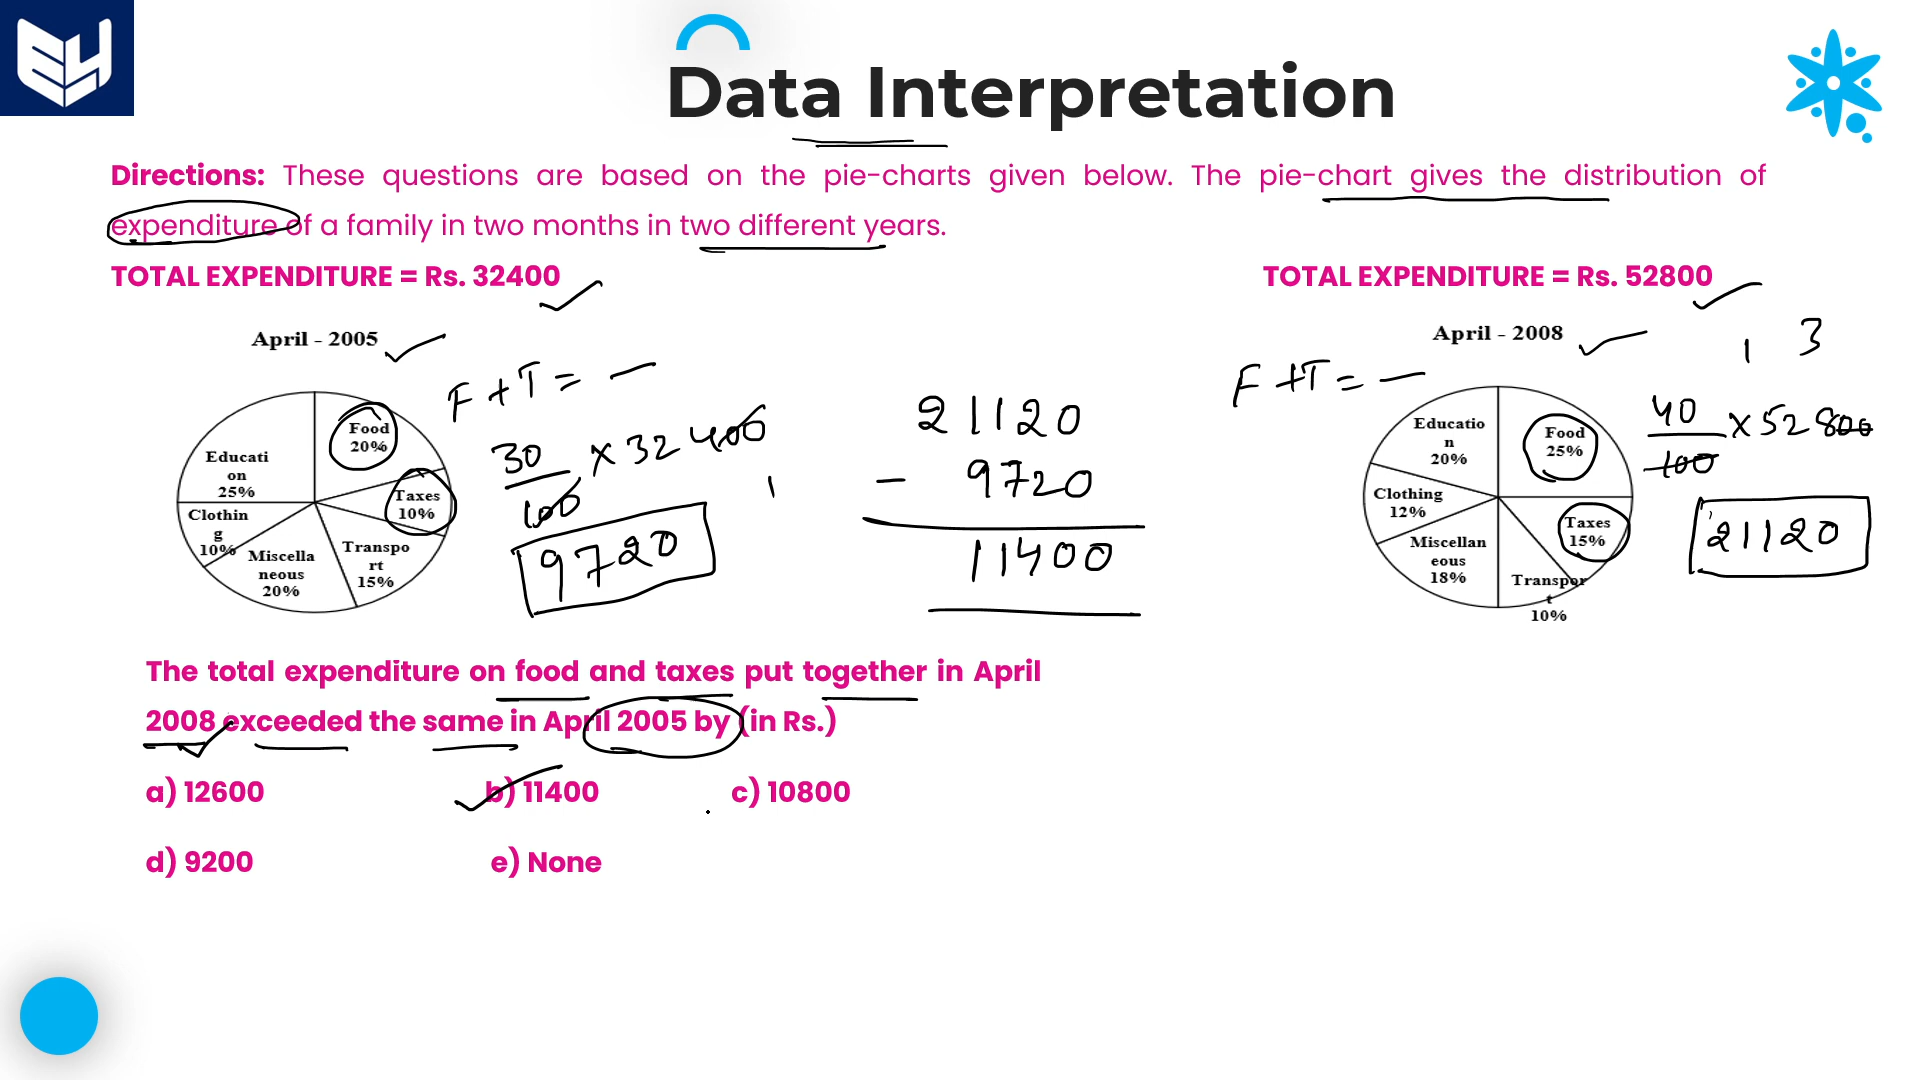 Data Interpretation
Directions: These questions are based on the pie-charts given below. The pie-chart gives the distribution of
expenditure of a family in two months in two different years.
TOTAL EXPENDITURE = Rs. 32400
TOTAL EXPENDITURE = Rs. 52800
April - 2005
April - 2008
Food
20%
Taxes
10%
Transpo
rt
15%
Miscella
neous
20%
Clothin
g
10%
Educati
on
25%
F + T = —
30
100
× 32400
9720
21120
- 9720
11400
F + T = —
1 3
40
100
× 52800
21120
Educatio
n
20%
Food
25%
Taxes
15%
Transpor
t
10%
Miscellan
eous
18%
Clothing
12%
The total expenditure on food and taxes put together in April
2008 exceeded the same in April 2005 by (in Rs.)
a) 12600 b) 11400 c) 10800
d) 9200 e) None